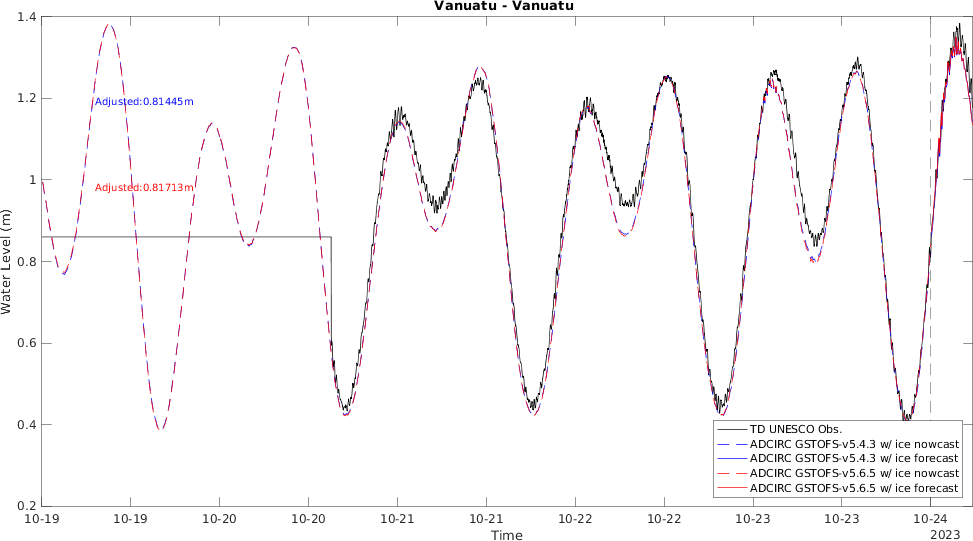 Vanuatu - Vanuatu
1.4
1.2
1
0.8
0.6
0.4
0.2
Water Level (m)
Adjusted:0.81445m
Adjusted:0.81713m
TD UNESCO Obs.
ADCIRC GSTOFS-v5.4.3 w/ ice nowcast
ADCIRC GSTOFS-v5.4.3 w/ ice forecast
ADCIRC GSTOFS-v5.6.5 w/ ice nowcast
ADCIRC GSTOFS-v5.6.5 w/ ice forecast
10-19 10-19 10-20 10-20 10-21 10-21 10-22 10-22 10-23 10-23 10-24
2023
Time